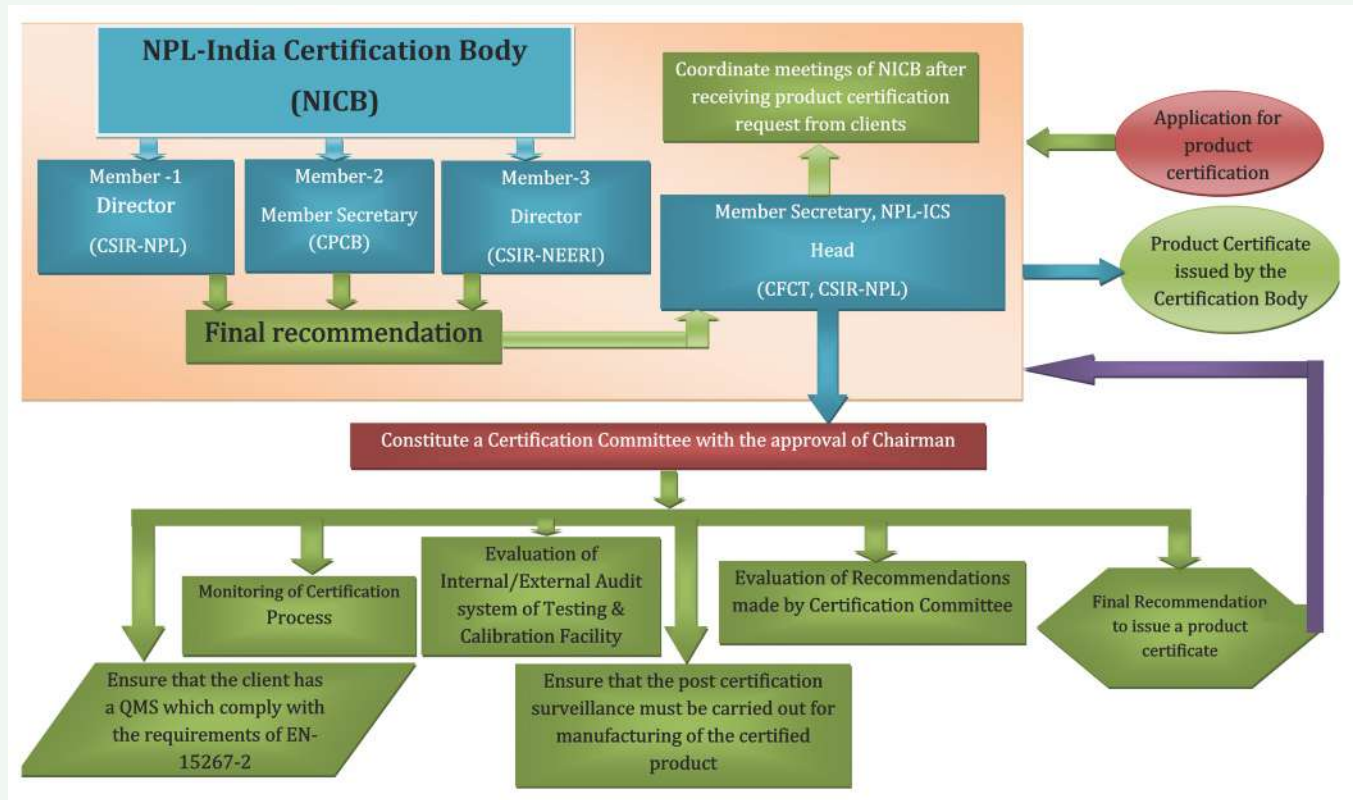 NPL-India Certification Body
(NICB)
Coordinate meetings of NICB after
receiving product certification
request from clients
Application for
product
certification
Member -1
Director
(CSIR-NPL)
Member-2
Member Secretary
(CPCB)
Member-3
Director
(CSIR-NEERI)
Member Secretary, NPL-ICS
Head
(CFCT, CSIR-NPL)
Product Certificate
issued by the
Certification Body
Final recommendation
Constitute a Certification Committee with the approval of Chairman
Monitoring of Certification
Process
Evaluation of
Internal/External Audit
system of Testing &
Calibration Facility
Evaluation of Recommendations
made by Certification Committee
Final Recommendation
to issue a product
certificate
Ensure that the client has
a QMS which comply with
the requirements of EN-
15267-2
Ensure that the post certification
surveillance must be carried out for
manufacturing of the certified
product